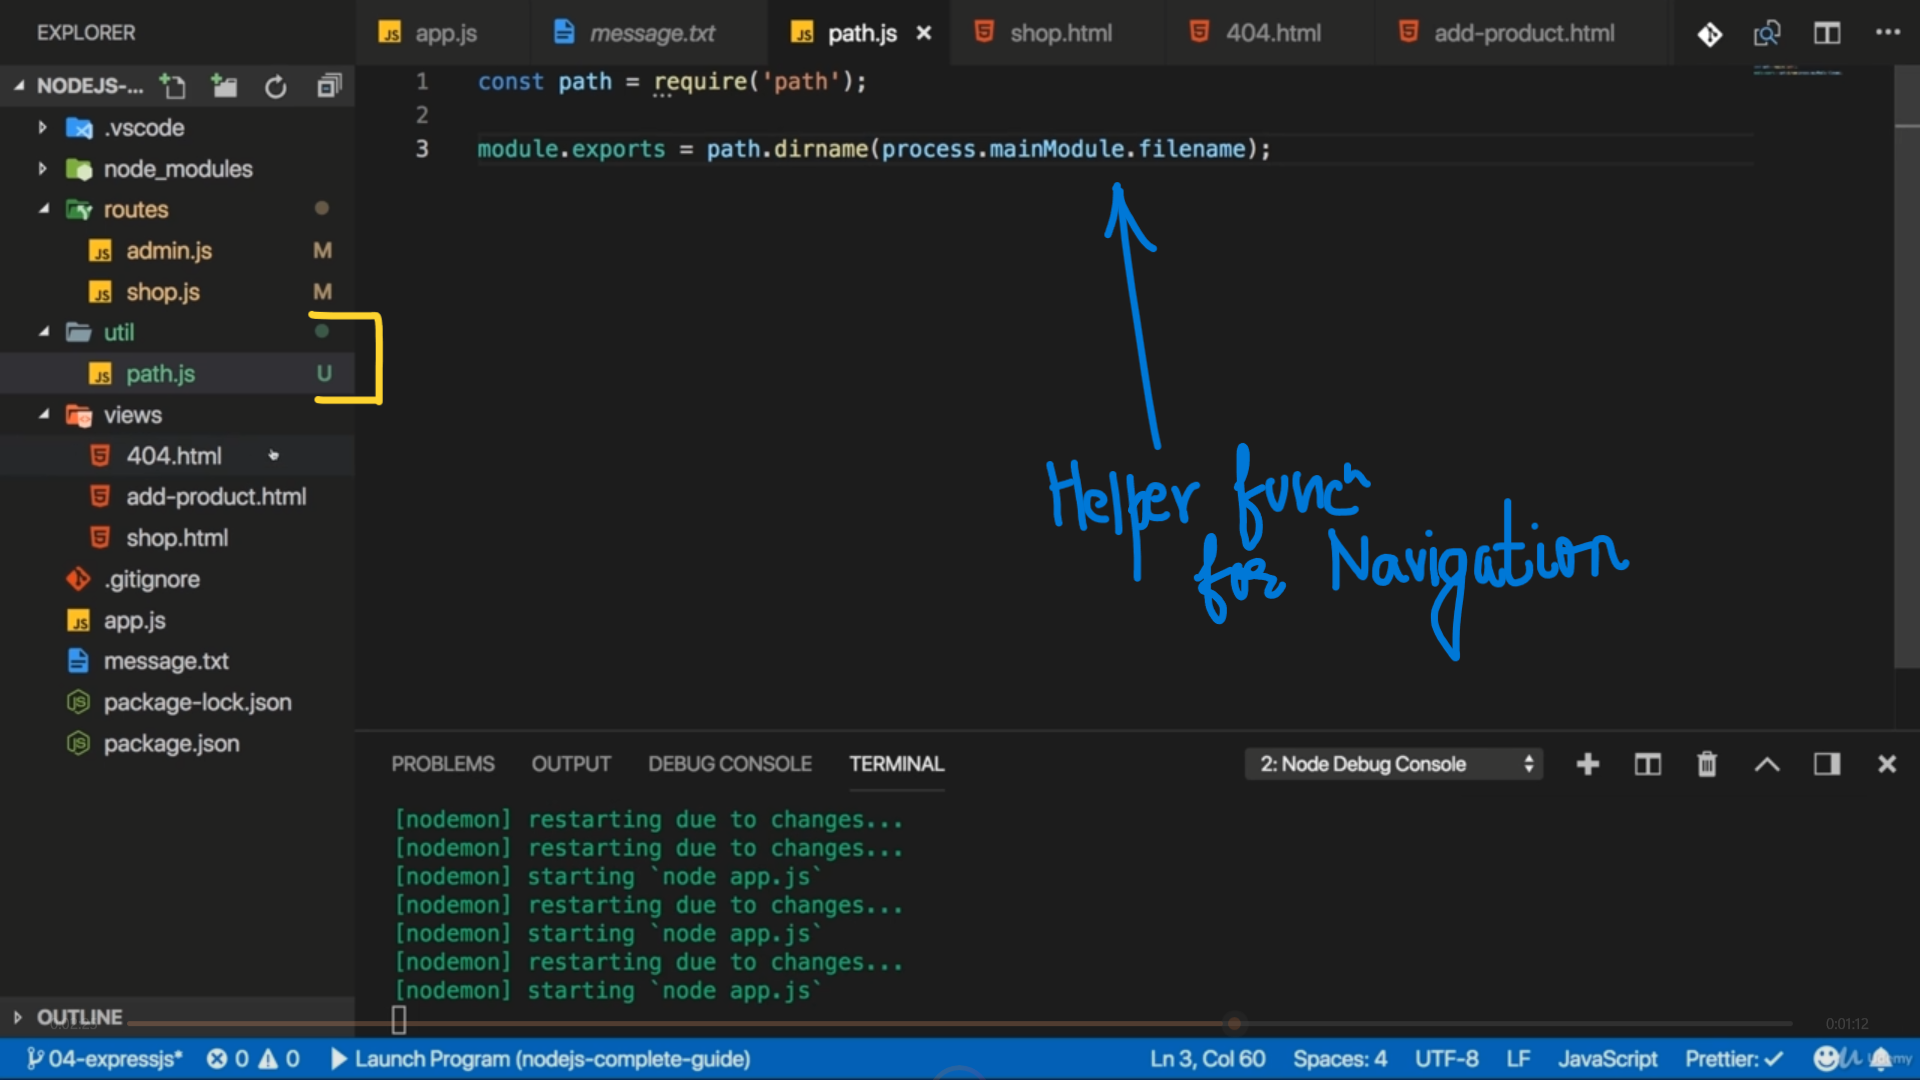 EXPLORER
app.js
message.txt
path.js
shop.html
404.html
add-product.html
NODEJS-...
.vscode
node_modules
routes
admin.js M
shop.js M
util
path.js U
views
404.html
add-product.html
shop.html
.gitignore
app.js
message.txt
package-lock.json
package.json
OUTLINE
1 const path = require('path');
2
3 module.exports = path.dirname(process.mainModule.filename);
Helper funcn
for Navigation
PROBLEMS OUTPUT DEBUG CONSOLE TERMINAL 2: Node Debug Console
[nodemon] restarting due to changes...
[nodemon] restarting due to changes...
[nodemon] starting `node app.js`
[nodemon] restarting due to changes...
[nodemon] starting `node app.js`
[nodemon] restarting due to changes...
[nodemon] starting `node app.js`
0:01:12
04-expressjs* 0 0 Launch Program (nodejs-complete-guide) Ln 3, Col 60 Spaces: 4 UTF-8 LF JavaScript Prettier: ✓